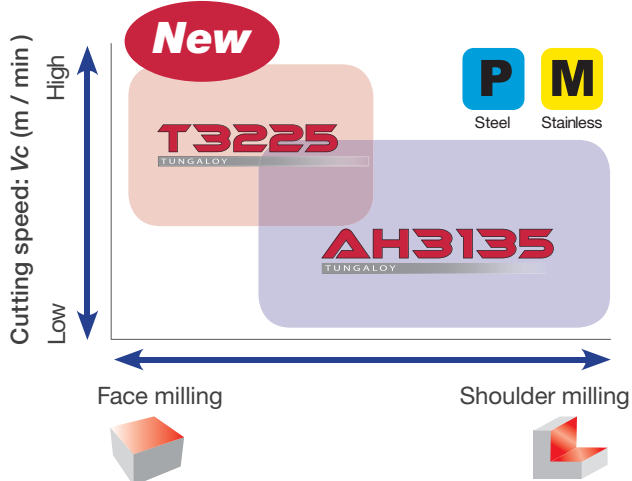 New
High
Cutting speed: Vc (m / min )
Low
P
Steel
M
Stainless
T3225
TUNGALOY
AH3135
TUNGALOY
Face milling
Shoulder milling